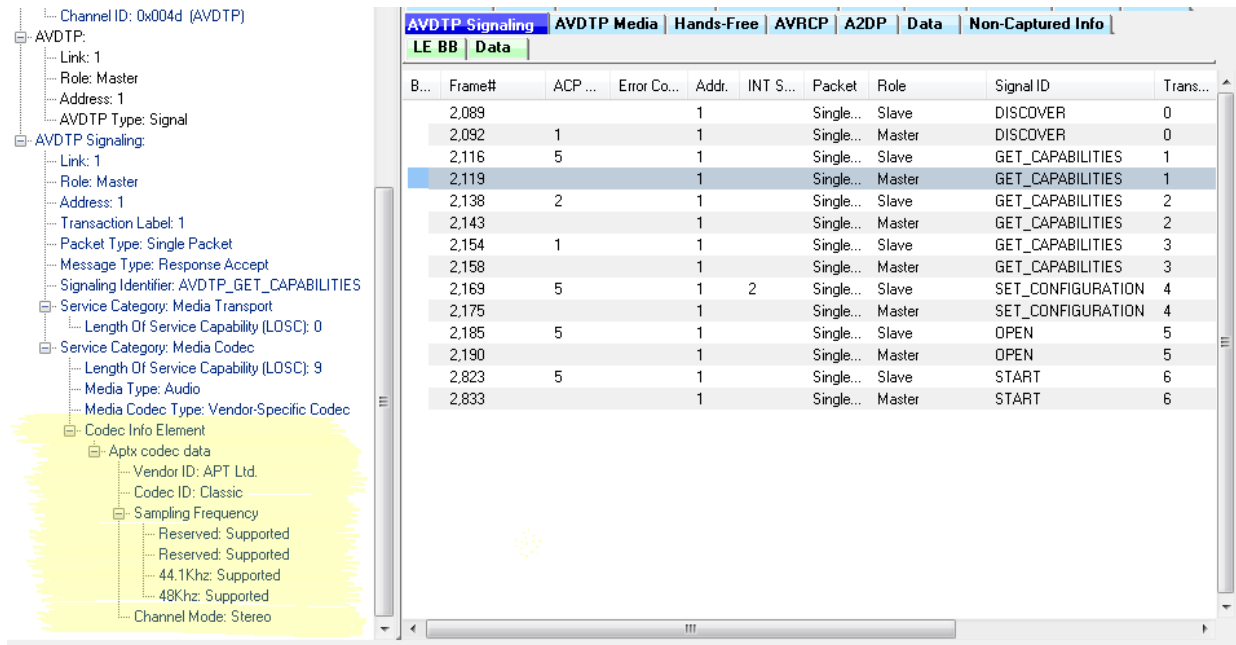 Channel ID: 0x004d (AVDTP)
AVDTP:
Link: 1
Role: Master
Address: 1
AVDTP Type: Signal
AVDTP Signaling:
Link: 1
Role: Master
Address: 1
Transaction Label: 1
Packet Type: Single Packet
Message Type: Response Accept
Signaling Identifier: AVDTP_GET_CAPABILITIES
Service Category: Media Transport
Length Of Service Capability (LOSC): 0
Service Category: Media Codec
Length Of Service Capability (LOSC): 9
Media Type: Audio
Media Codec Type: Vendor-Specific Codec
Codec Info Element
Aptx codec data
Vendor ID: APT Ltd.
Codec ID: Classic
Sampling Frequency
Reserved: Supported
Reserved: Supported
44.1Khz: Supported
48Khz: Supported
Channel Mode: Stereo
AVDTP Signaling AVDTP Media Hands-Free AVRCP A2DP Data Non-Captured Info
LE BB Data
B... Frame# ACP ... Error Co... Addr. INT S... Packet Role Signal ID Trans...
2,089 1 Single... Slave DISCOVER 0
2,092 1 1 Single... Master DISCOVER 0
2,116 5 1 Single... Slave GET_CAPABILITIES 1
2,119 1 Single... Master GET_CAPABILITIES 1
2,138 2 1 Single... Slave GET_CAPABILITIES 2
2,143 1 Single... Master GET_CAPABILITIES 2
2,154 1 1 Single... Slave GET_CAPABILITIES 3
2,158 1 Single... Master GET_CAPABILITIES 3
2,169 5 1 2 Single... Slave SET_CONFIGURATION 4
2,175 1 Single... Master SET_CONFIGURATION 4
2,185 5 1 Single... Slave OPEN 5
2,190 1 Single... Master OPEN 5
2,823 5 1 Single... Slave START 6
2,833 1 Single... Master START 6